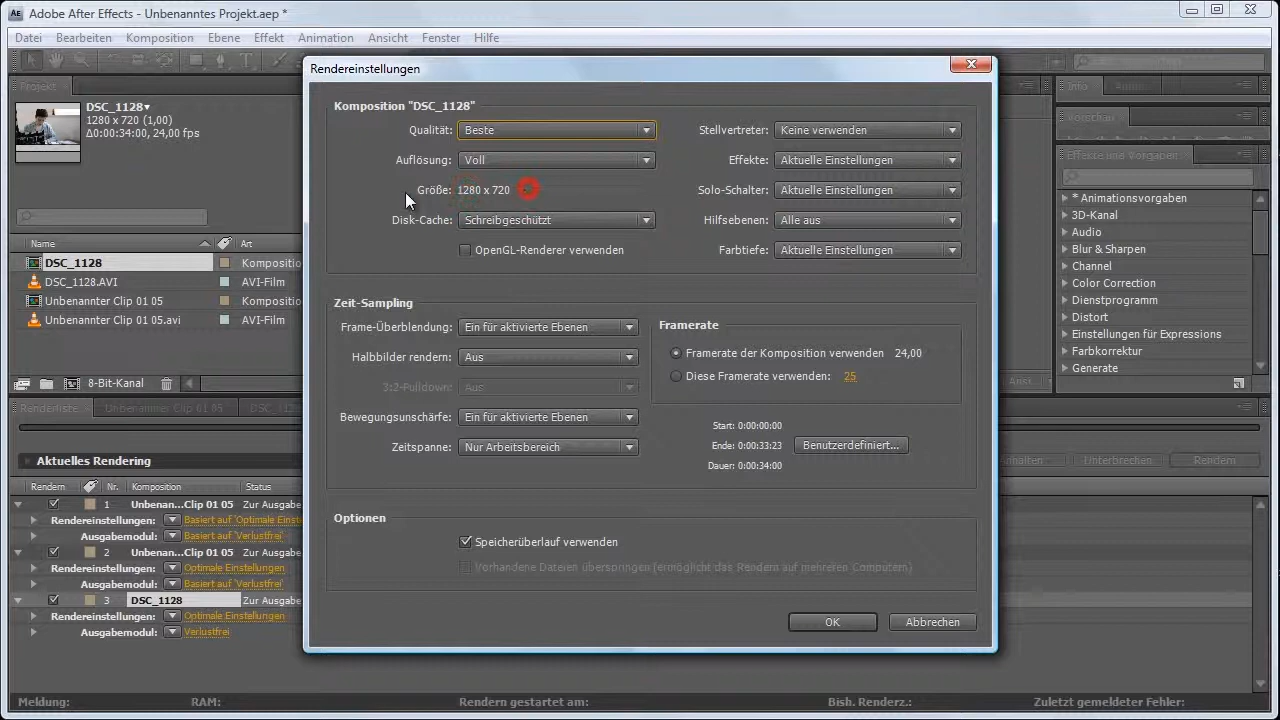 Adobe After Effects - Unbenanntes Projekt.aep *
Datei Bearbeiten Komposition Ebene Effekt Animation Ansicht Fenster Hilfe
Projekt
Info
DSC_1128▾
1280 x 720 (1,00)
Δ0:00:34:00, 24,00 fps
Vorschau
Effekte und Vorgaben
Name Art
DSC_1128 Komposition
DSC_1128.AVI AVI-Film
Unbenannter Clip 01 05 Komposition
Unbenannter Clip 01 05.avi AVI-Film
8-Bit-Kanal
* Animationsvorgaben
3D-Kanal
Audio
Blur & Sharpen
Channel
Color Correction
Dienstprogramm
Distort
Einstellungen für Expressions
Farbkorrektur
Generate
Rendereinstellungen
Komposition "DSC_1128"
Qualität: Beste
Auflösung: Voll
Größe: 1280 x 720
Disk-Cache: Schreibgeschützt
OpenGL-Renderer verwenden
Stellvertreter: Keine verwenden
Effekte: Aktuelle Einstellungen
Solo-Schalter: Aktuelle Einstellungen
Hilfsebenen: Alle aus
Farbtiefe: Aktuelle Einstellungen
Zeit-Sampling
Frame-Überblendung: Ein für aktivierte Ebenen
Halbbilder rendern: Aus
3:2-Pulldown: Aus
Bewegungsunschärfe: Ein für aktivierte Ebenen
Zeitspanne: Nur Arbeitsbereich
Framerate
Framerate der Komposition verwenden 24,00
Diese Framerate verwenden: 25
Start: 0:00:00:00
Ende: 0:00:33:23
Dauer: 0:00:34:00
Benutzerdefiniert...
Optionen
Speicherüberlauf verwenden
Vorhandene Dateien überspringen (ermöglicht das Rendern auf mehreren Computern)
OK Abbrechen
Renderliste Unbenannter Clip 01 05
Aktuelles Rendering
Unterbrechen Rendern
Rendern Nr. Komposition Status
1 Unbenan...Clip 01 05 Zur Ausgabe
Rendereinstellungen: Basiert auf 'Optimale Einst
Ausgabemodul: Basiert auf 'Verlustfrei'
2 Unbenan...Clip 01 05 Zur Ausgabe
Rendereinstellungen: Optimale Einstellungen
Ausgabemodul: Basiert auf 'Verlustfrei'
3 DSC_1128 Zur Ausgabe
Rendereinstellungen: Optimale Einstellungen
Ausgabemodul: Verlustfrei
Meldung: RAM: Rendern gestartet am: Bish. Renderz.: Zuletzt gemeldeter Fehler: